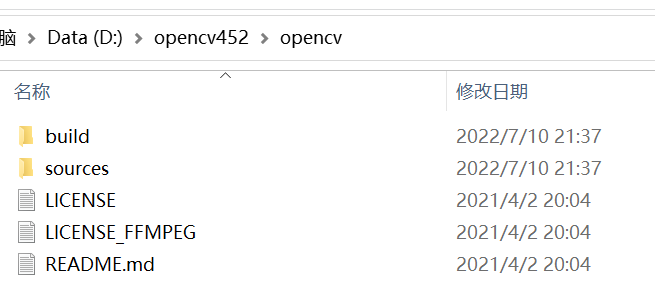 脑 > Data (D:) > opencv452 > opencv
名称 修改日期
build 2022/7/10 21:37
sources 2022/7/10 21:37
LICENSE 2021/4/2 20:04
LICENSE_FFMPEG 2021/4/2 20:04
README.md 2021/4/2 20:04